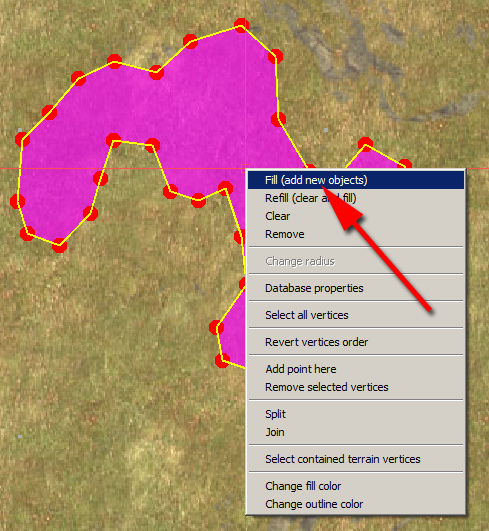 Fill (add new objects)
Refill (clear and fill)
Clear
Remove
Change radius
Database properties
Select all vertices
Revert vertices order
Add point here
Remove selected vertices
Split
Join
Select contained terrain vertices
Change fill color
Change outline color